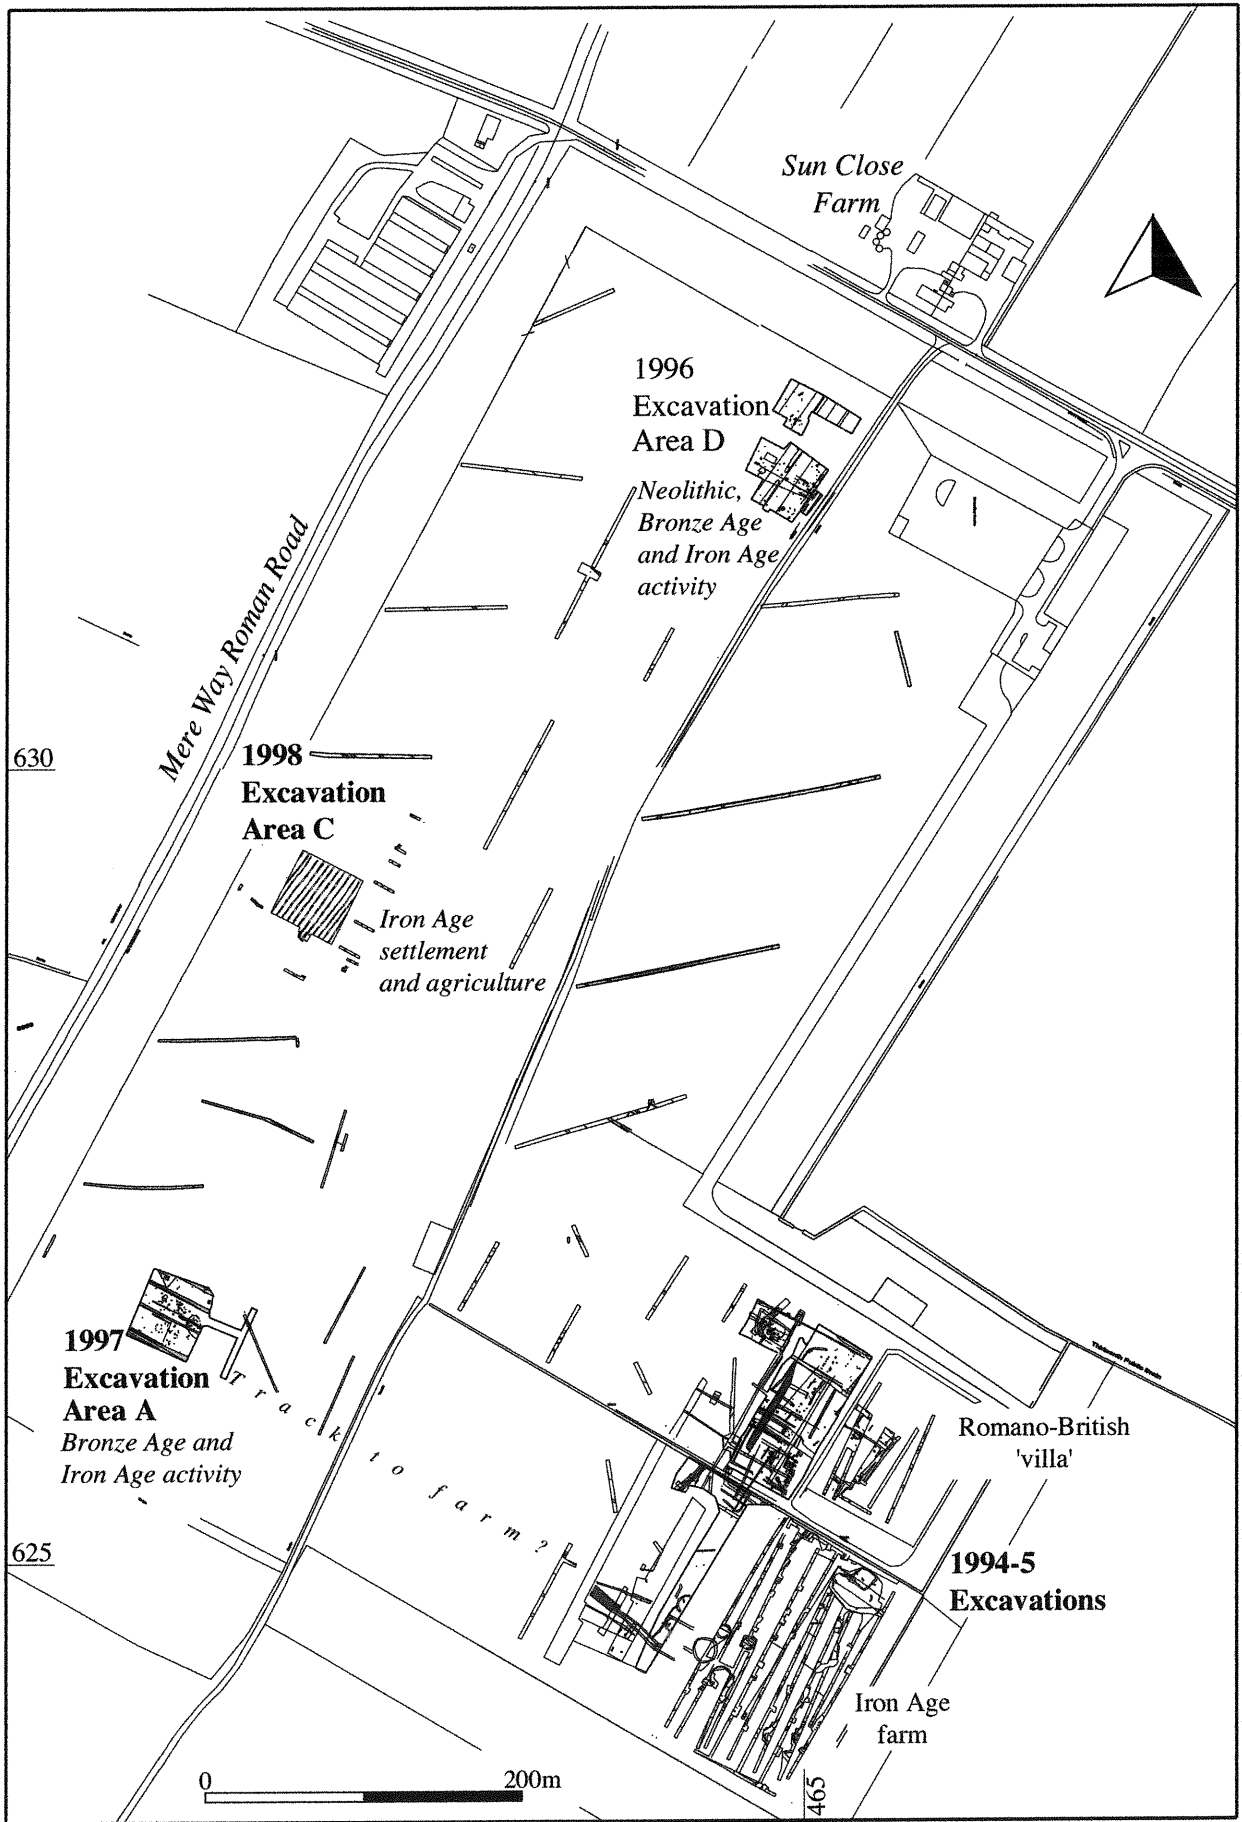 Sun Close
Farm
1996
Excavation
Area D
Neolithic,
Bronze Age
and Iron Age
activity
Mere Way Roman Road
630
1998
Excavation
Area C
Iron Age
settlement
and agriculture
1997
Excavation
Area A
Bronze Age and
Iron Age activity
Track to farm?
Public Drain
Romano-British
'villa'
625
1994-5
Excavations
Iron Age
farm
465
0 200m